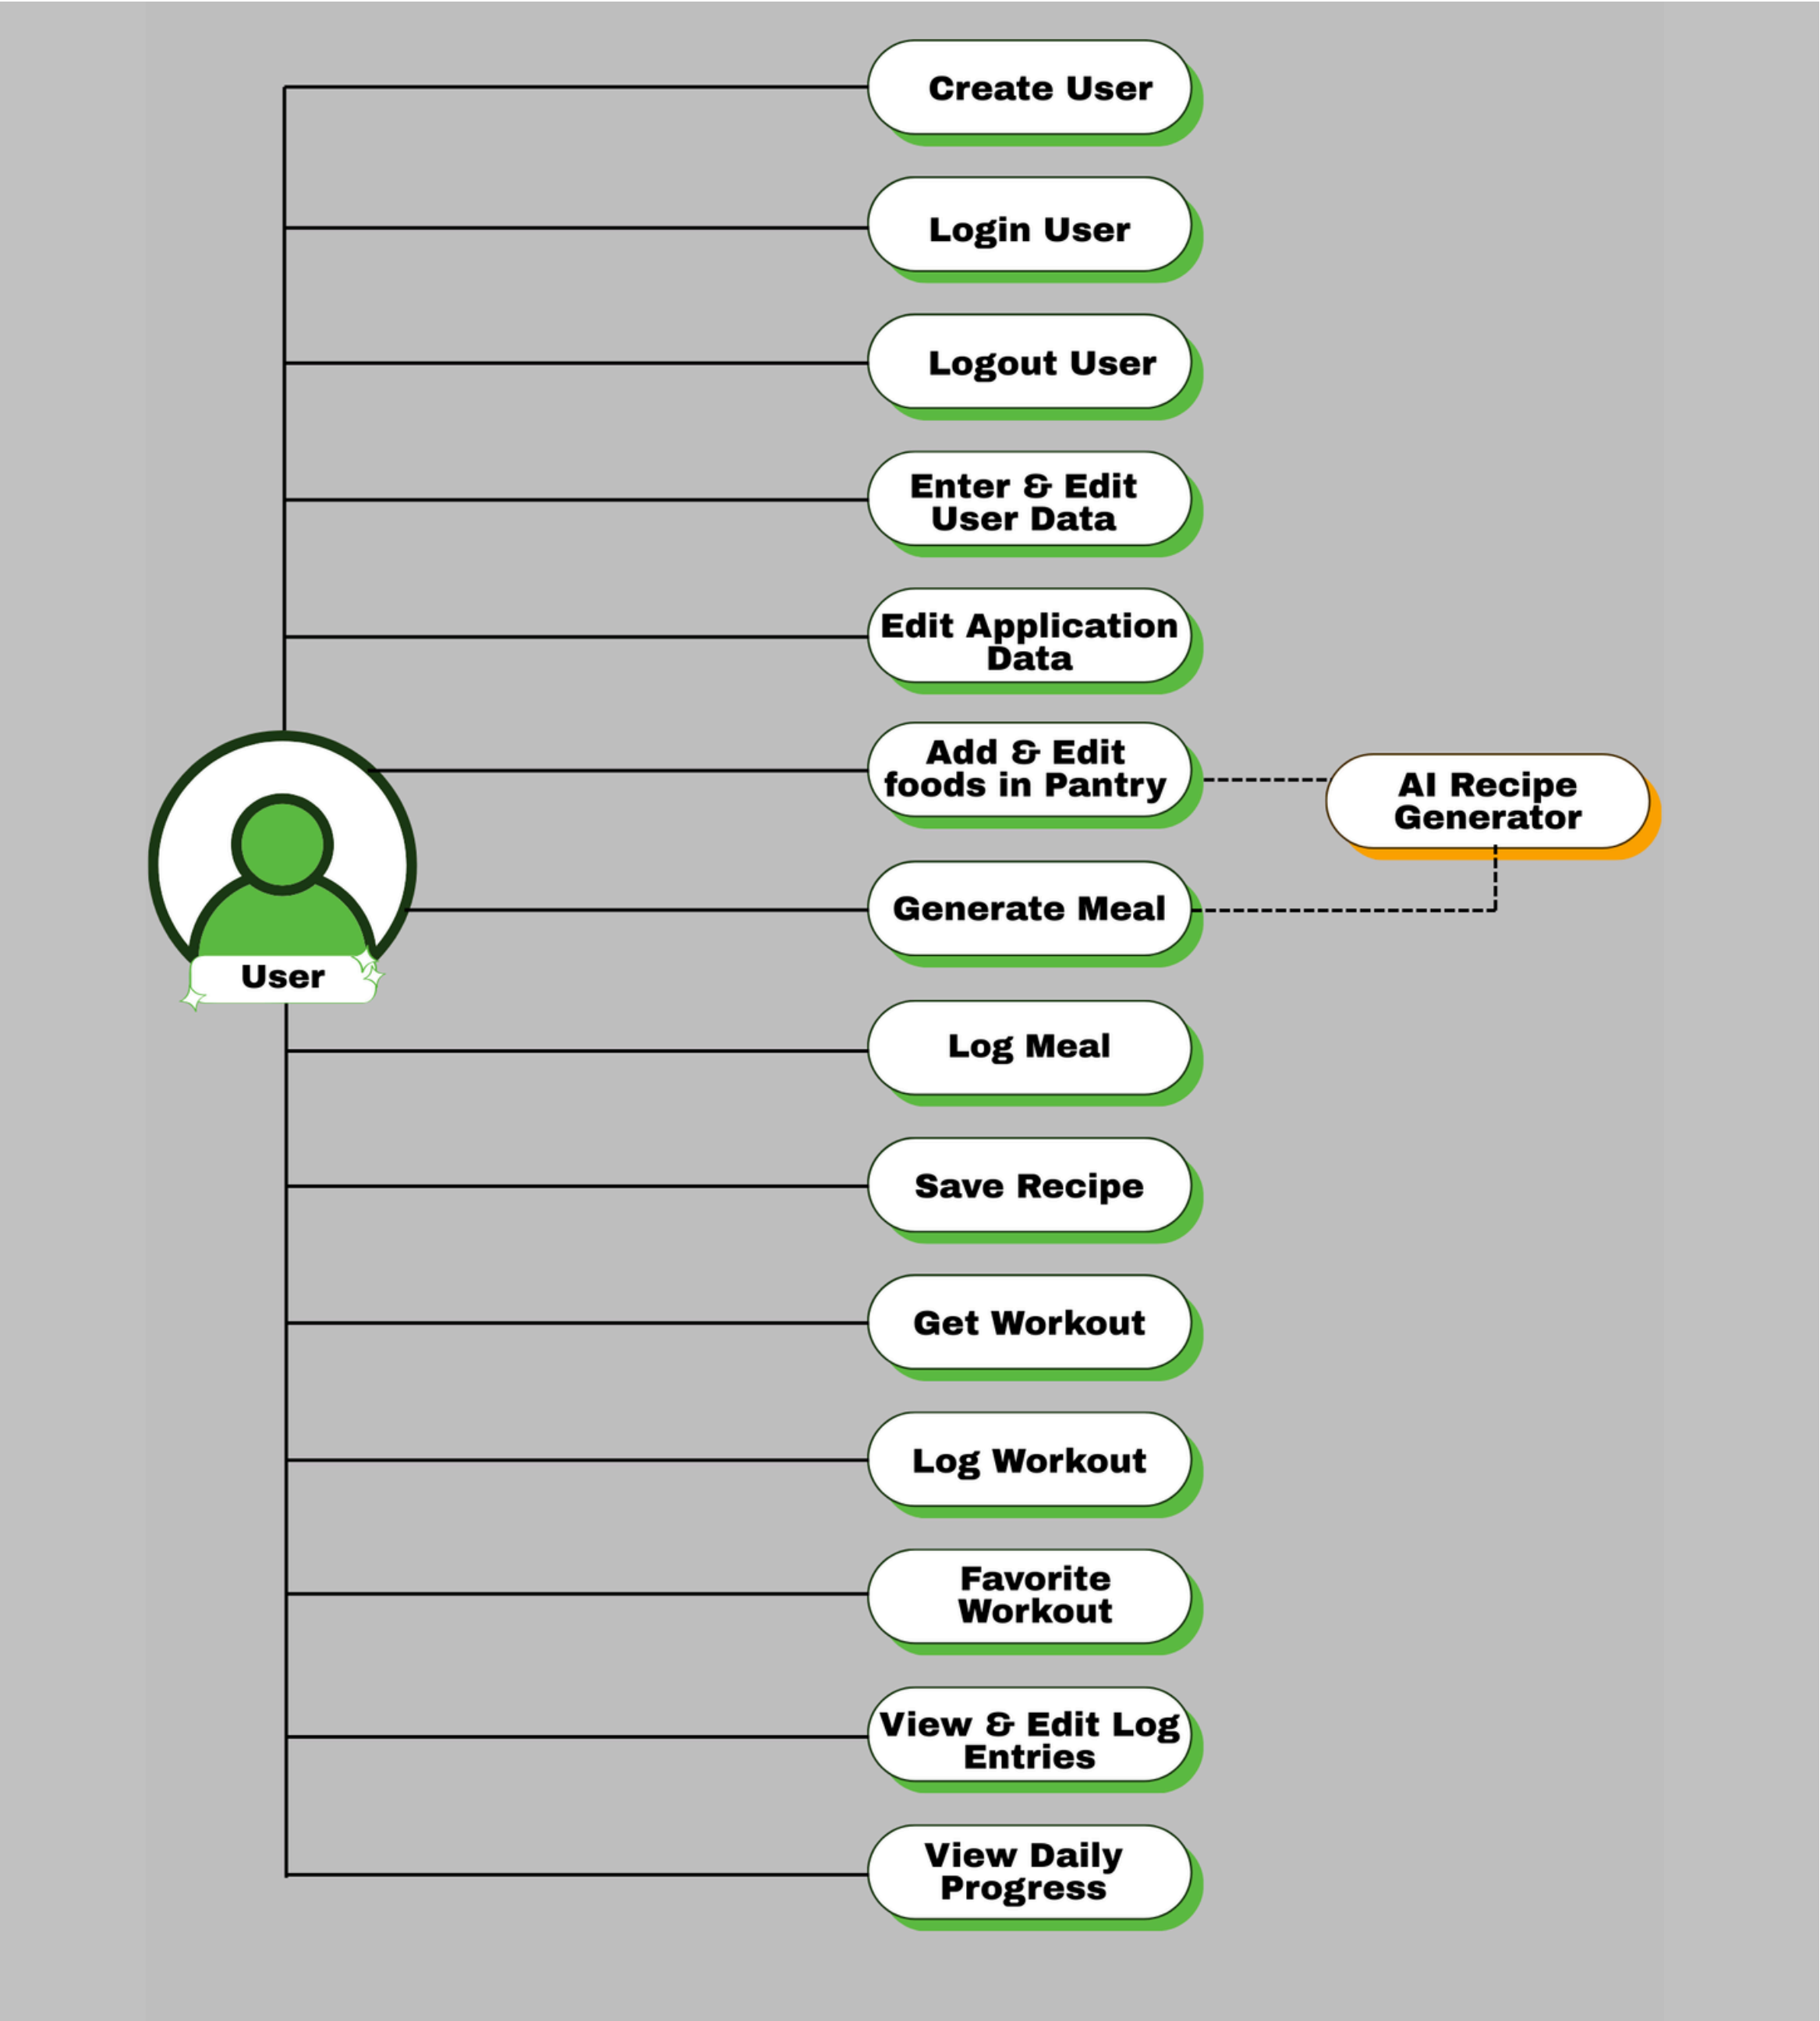 Create User
Login User
Logout User
Enter & Edit
User Data
Edit Application
Data
Add & Edit
foods in Pantry
AI Recipe
Generator
Generate Meal
User
Log Meal
Save Recipe
Get Workout
Log Workout
Favorite
Workout
View & Edit Log
Entries
View Daily
Progress